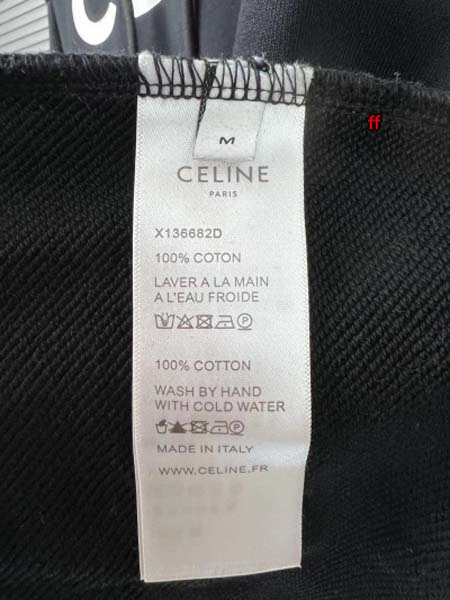 ff
M
CELINE
PARIS
X136682D
100% COTON
LAVER A LA MAIN
A L'EAU FROIDE
100% COTTON
WASH BY HAND
WITH COLD WATER
MADE IN ITALY
WWW.CELINE.FR